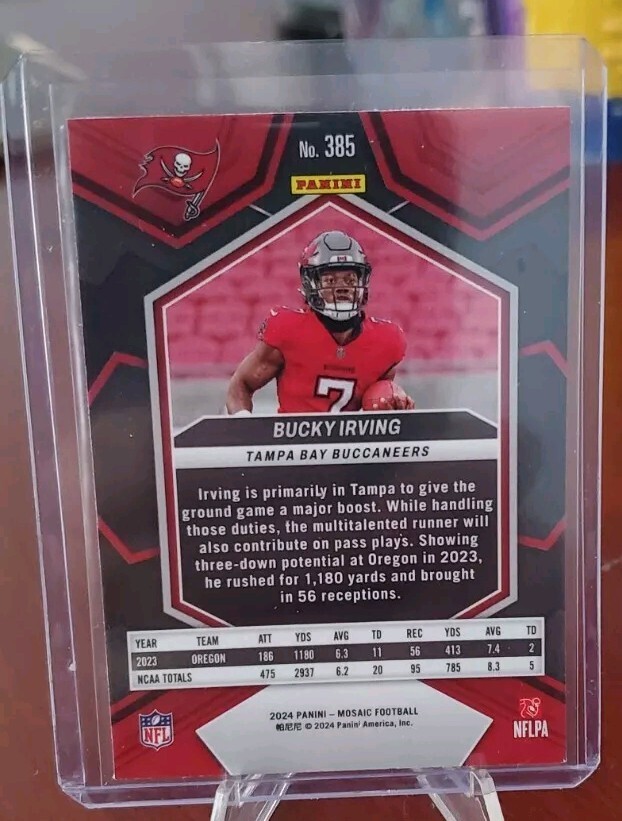 No. 385
PANINI
BUCCANEERS
7
BUCKY IRVING
TAMPA BAY BUCCANEERS
Irving is primarily in Tampa to give the
ground game a major boost. While handling
those duties, the multitalented runner will
also contribute on pass plays. Showing
three-down potential at Oregon in 2023,
he rushed for 1,180 yards and brought
in 56 receptions.
YEAR TEAM ATT YDS AVG TD REC YDS AVG TD
2023 OREGON 186 1180 6.3 11 56 413 7.4 2
NCAA TOTALS 475 2937 6.2 20 95 785 8.3 5
NFL
2024 PANINI – MOSAIC FOOTBALL
帕尼尼 © 2024 Panini America, Inc.
NFLPA